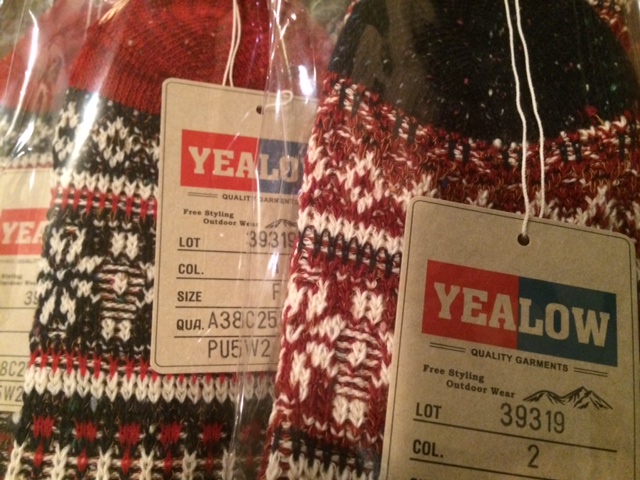 YEALOW
QUALITY GARMENTS
Free Styling
Outdoor Wear
LOT 39319
COL. 2
YEALO
QUALITY GARMENTS
Free Styling
Outdoor Wear
LOT 39319
COL.
SIZE F
QUA. A38C25
PU5W2
YEA